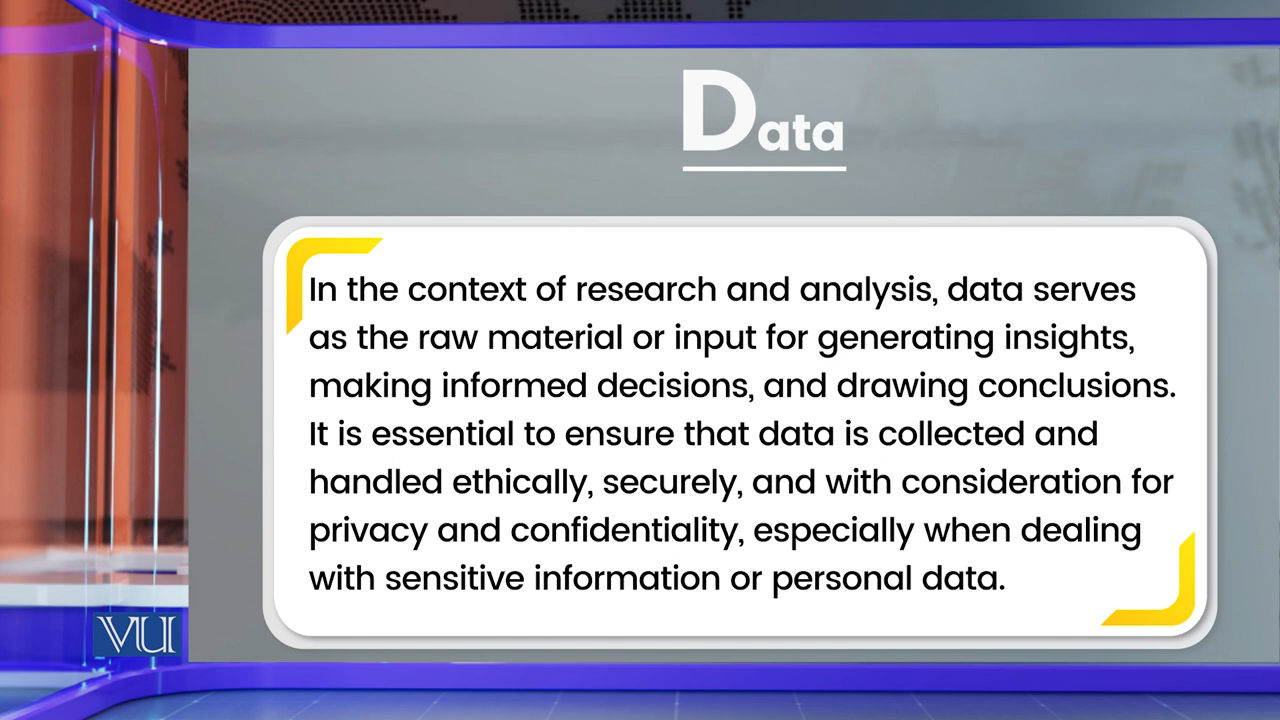 Data
In the context of research and analysis, data serves
as the raw material or input for generating insights,
making informed decisions, and drawing conclusions.
It is essential to ensure that data is collected and
handled ethically, securely, and with consideration for
privacy and confidentiality, especially when dealing
with sensitive information or personal data.
VU